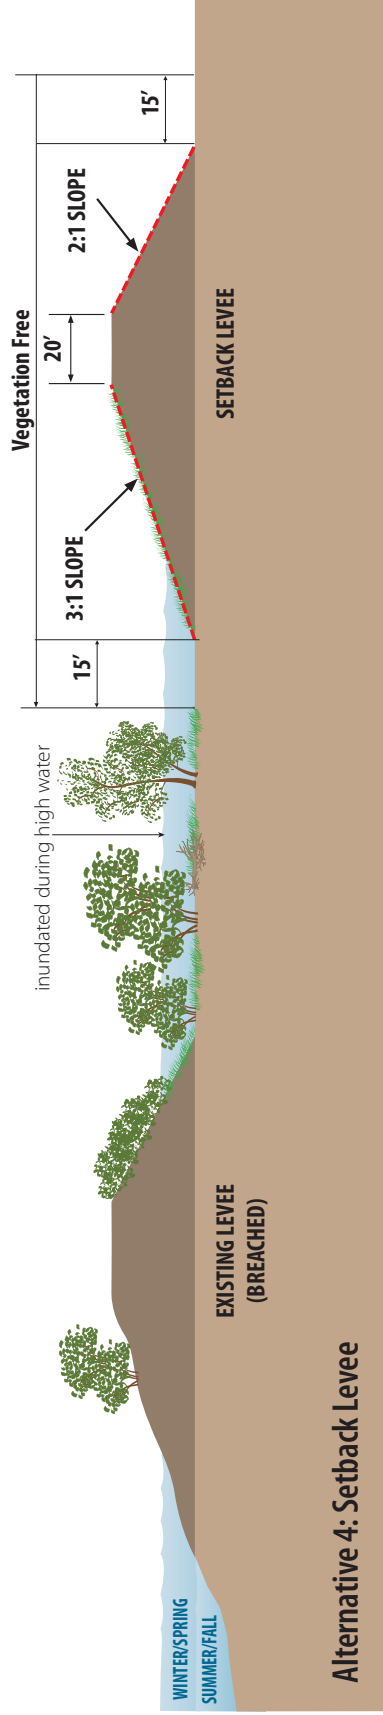 Vegetation Free
15’
3:1 SLOPE
20’
2:1 SLOPE
15’
inundated during high water
WINTER/SPRING
SUMMER/FALL
EXISTING LEVEE
(BREACHED)
SETBACK LEVEE
Alternative 4: Setback Levee